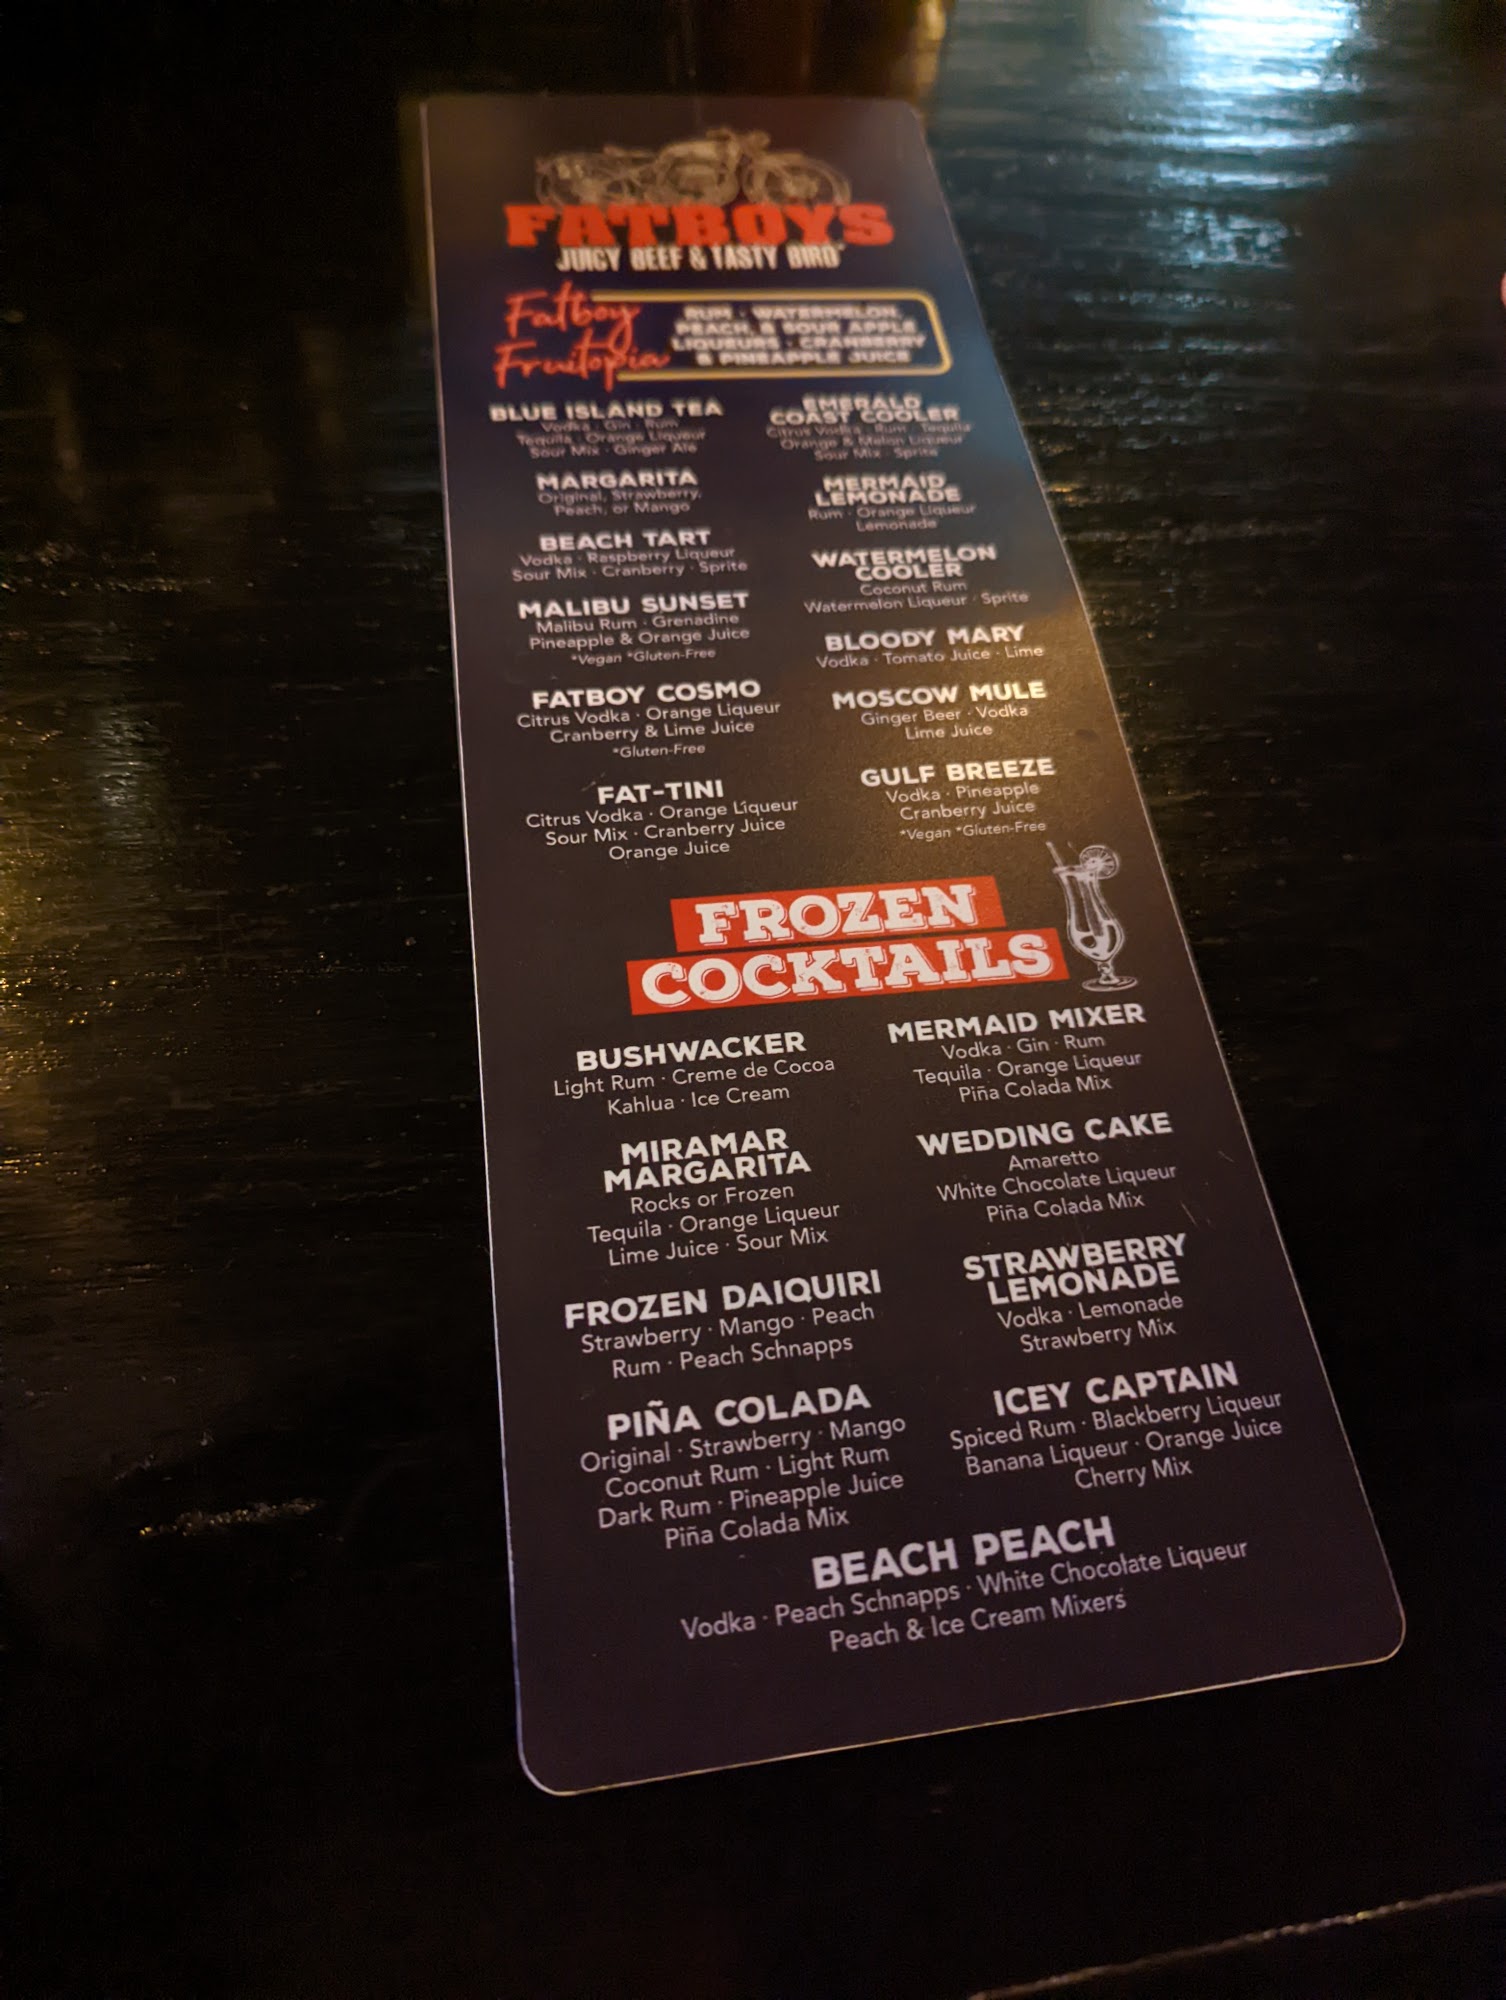 FATBOYS
JUICY BEEF & TASTY BIRD
Fatboy
Fruitopia
RUM · WATERMELON,
PEACH, & SOUR APPLE
LIQUEURS · CRANBERRY
& PINEAPPLE JUICE
BLUE ISLAND TEA
Vodka · Gin · Rum
Tequila · Orange Liqueur
Sour Mix · Ginger Ale
MARGARITA
Original, Strawberry,
Peach, or Mango
BEACH TART
Vodka · Raspberry Liqueur
Sour Mix · Cranberry · Sprite
MALIBU SUNSET
Malibu Rum · Grenadine
Pineapple & Orange Juice
*Vegan *Gluten-Free
FATBOY COSMO
Citrus Vodka · Orange Liqueur
Cranberry & Lime Juice
*Gluten-Free
FAT-TINI
Citrus Vodka · Orange Liqueur
Sour Mix · Cranberry Juice
Orange Juice
EMERALD
COAST COOLER
Citrus Vodka · Rum · Tequila
Orange & Melon Liqueur
Sour Mix · Sprite
MERMAID
LEMONADE
Rum · Orange Liqueur
Lemonade
WATERMELON
COOLER
Coconut Rum
Watermelon Liqueur · Sprite
BLOODY MARY
Vodka · Tomato Juice · Lime
MOSCOW MULE
Ginger Beer · Vodka
Lime Juice
GULF BREEZE
Vodka · Pineapple
Cranberry Juice
*Vegan *Gluten-Free
FROZEN
COCKTAILS
BUSHWACKER
Light Rum · Creme de Cocoa
Kahlua · Ice Cream
MIRAMAR
MARGARITA
Rocks or Frozen
Tequila · Orange Liqueur
Lime Juice · Sour Mix
FROZEN DAIQUIRI
Strawberry · Mango · Peach
Rum · Peach Schnapps
PIÑA COLADA
Original · Strawberry · Mango
Coconut Rum · Light Rum
Dark Rum · Pineapple Juice
Piña Colada Mix
MERMAID MIXER
Vodka · Gin · Rum
Tequila · Orange Liqueur
Piña Colada Mix
WEDDING CAKE
Amaretto
White Chocolate Liqueur
Piña Colada Mix
STRAWBERRY
LEMONADE
Vodka · Lemonade
Strawberry Mix
ICEY CAPTAIN
Spiced Rum · Blackberry Liqueur
Banana Liqueur · Orange Juice
Cherry Mix
BEACH PEACH
Vodka · Peach Schnapps · White Chocolate Liqueur
Peach & Ice Cream Mixers